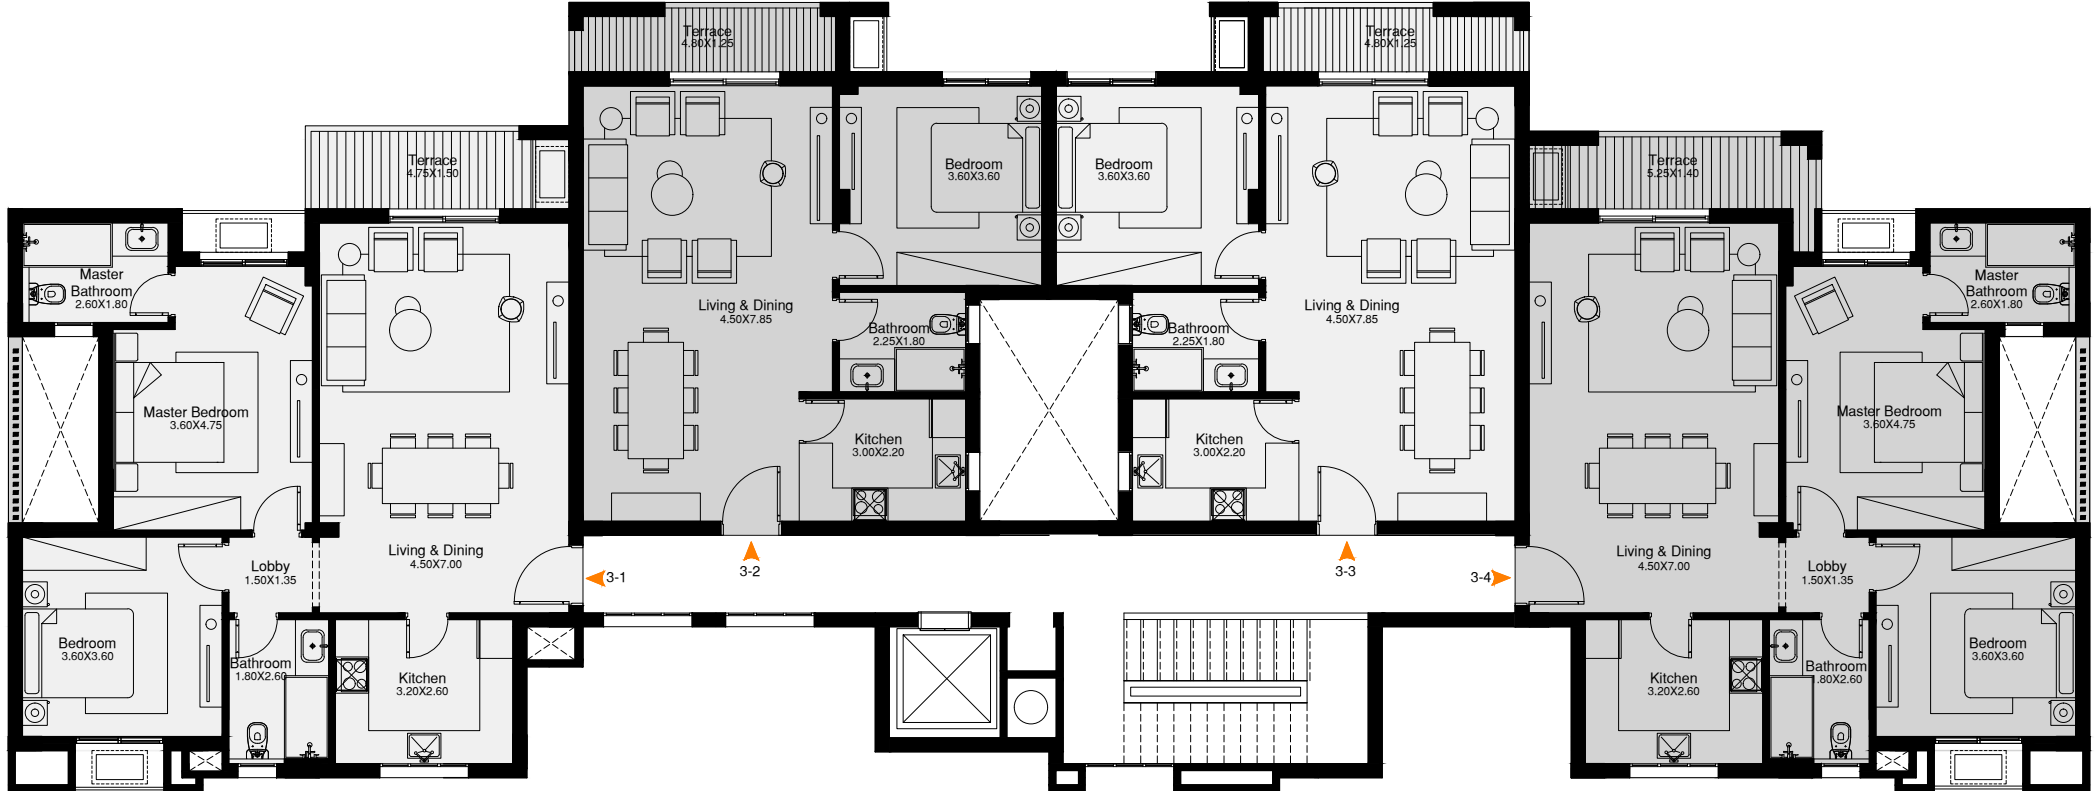 Terrace
4.80X1.25
Terrace
4.80X1.25
Terrace
4.75X1.50
Terrace
5.25X1.40
Bedroom
3.60X3.60
Bedroom
3.60X3.60
Master
Bathroom
2.60X1.80
Living & Dining
4.50X7.85
Living & Dining
4.50X7.85
Master
Bathroom
2.60X1.80
Bathroom
2.25X1.80
Bathroom
2.25X1.80
Master Bedroom
3.60X4.75
Kitchen
3.00X2.20
Kitchen
3.00X2.20
Master Bedroom
3.60X4.75
Lobby
1.50X1.35
Living & Dining
4.50X7.00
3-1
3-2
3-3
3-4
Living & Dining
4.50X7.00
Lobby
1.50X1.35
Bedroom
3.60X3.60
Bathroom
1.80X2.60
Kitchen
3.20X2.60
Kitchen
3.20X2.60
Bathroom
1.80X2.60
Bedroom
3.60X3.60